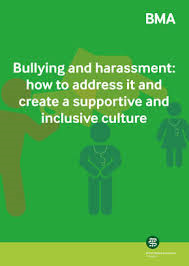 BMA
Bullying and harassment:
how to address it and
create a supportive and
inclusive culture